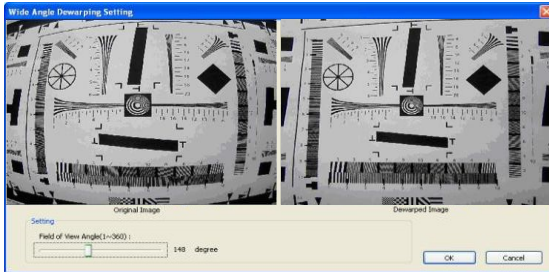 Wide Angle Dewarping Setting
Original Image
Dewarped Image
Setting
Field of View Angle(1~360) :
148 degree
OK
Cancel